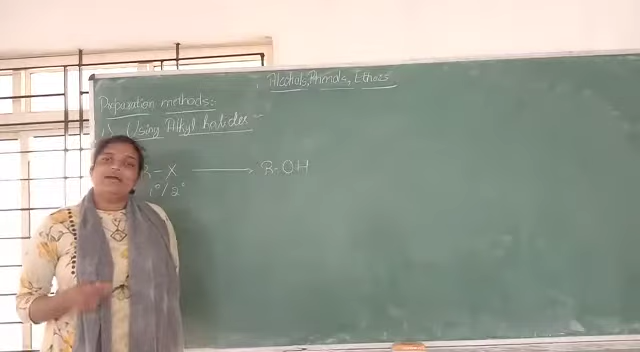 Alcohols, Phenols, Ethers
Preparation methods:-
1) Using Alkyl halides -
R-X ⟶ R-OH
1°/2°